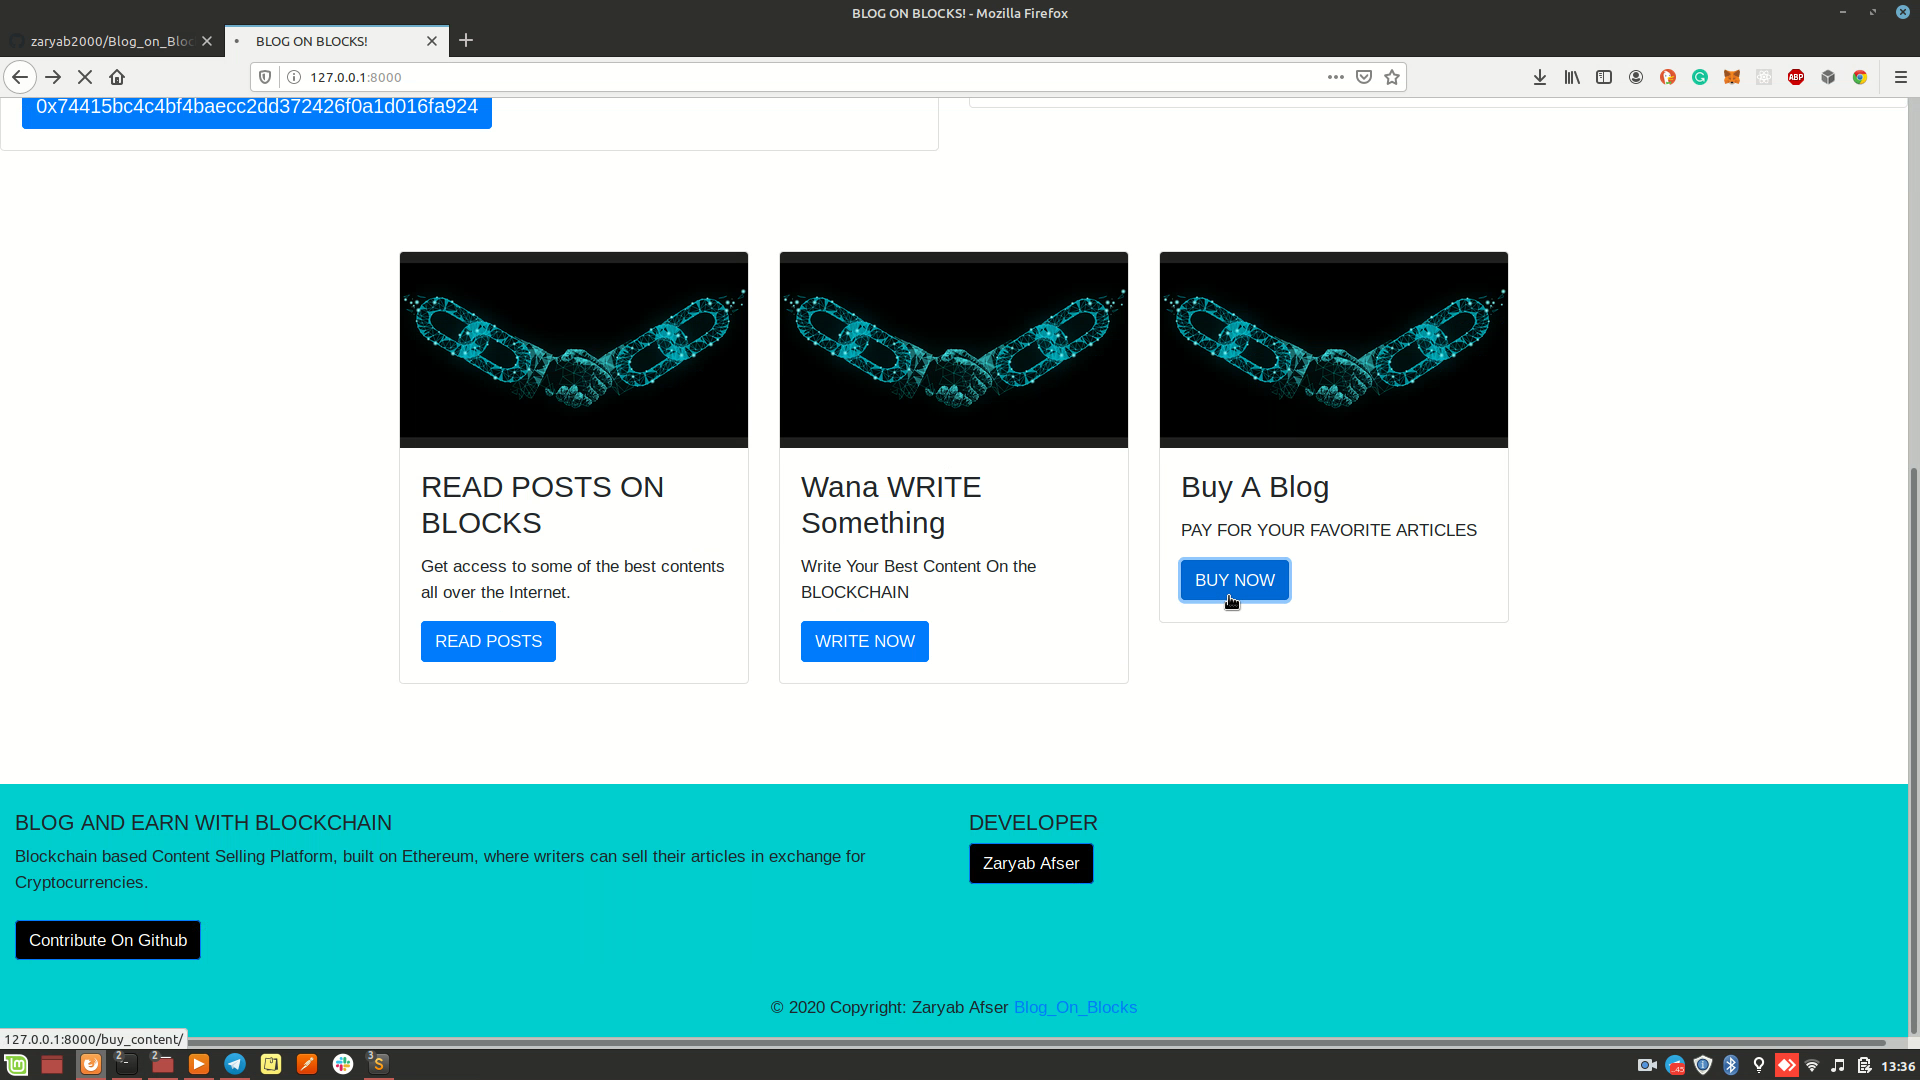 BLOG ON BLOCKS! - Mozilla Firefox
zaryab2000/Blog_on_Bloc
BLOG ON BLOCKS!
127.0.0.1:8000
ABP
0x74415bc4c4bf4baecc2dd372426f0a1d016fa924
READ POSTS ON
BLOCKS
Get access to some of the best contents
all over the Internet.
READ POSTS
Wana WRITE
Something
Write Your Best Content On the
BLOCKCHAIN
WRITE NOW
Buy A Blog
PAY FOR YOUR FAVORITE ARTICLES
BUY NOW
BLOG AND EARN WITH BLOCKCHAIN
Blockchain based Content Selling Platform, built on Ethereum, where writers can sell their articles in exchange for
Cryptocurrencies.
Contribute On Github
DEVELOPER
Zaryab Afser
© 2020 Copyright: Zaryab Afser Blog_On_Blocks
127.0.0.1:8000/buy_content/
2
2
3
S
13:36